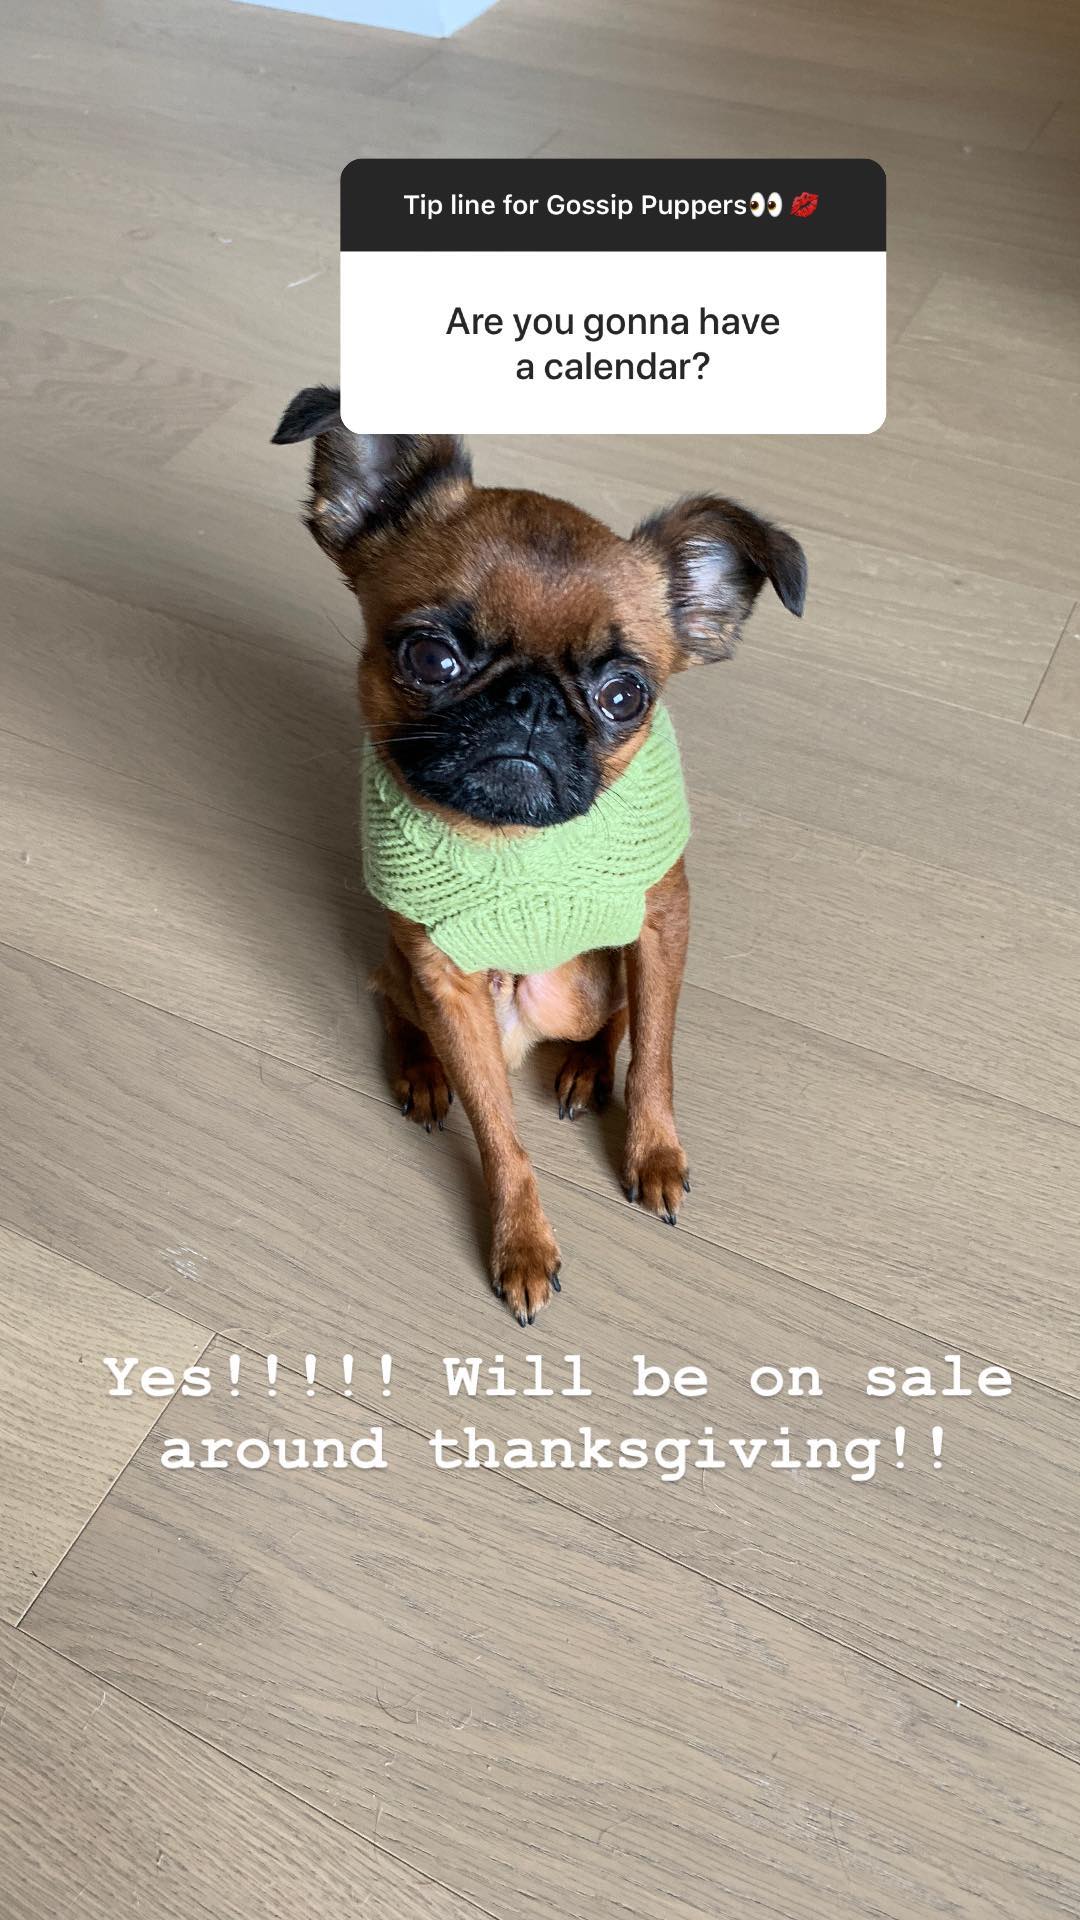 Tip line for Gossip Puppers👀💋
Are you gonna have
a calendar?
Yes!!!!! Will be on sale
around thanksgiving!!